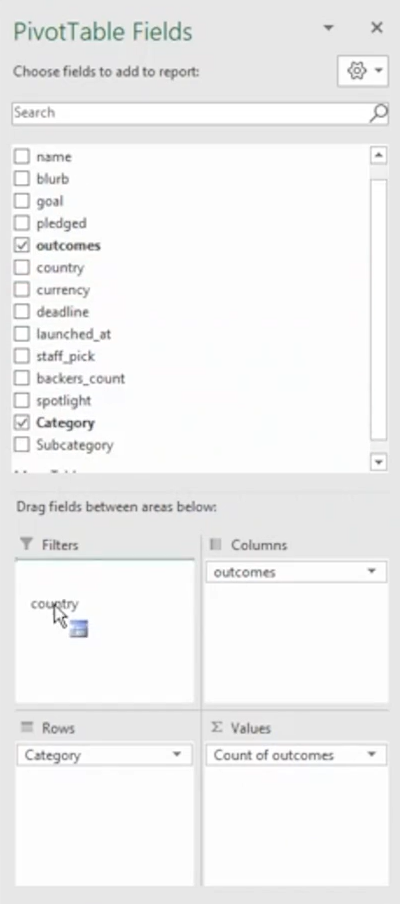 PivotTable Fields
Choose fields to add to report:
Search
name
blurb
goal
pledged
outcomes
country
currency
deadline
launched_at
staff_pick
backers_count
spotlight
Category
Subcategory
Drag fields between areas below:
Filters
Columns
outcomes
country
Rows
Σ Values
Category
Count of outcomes